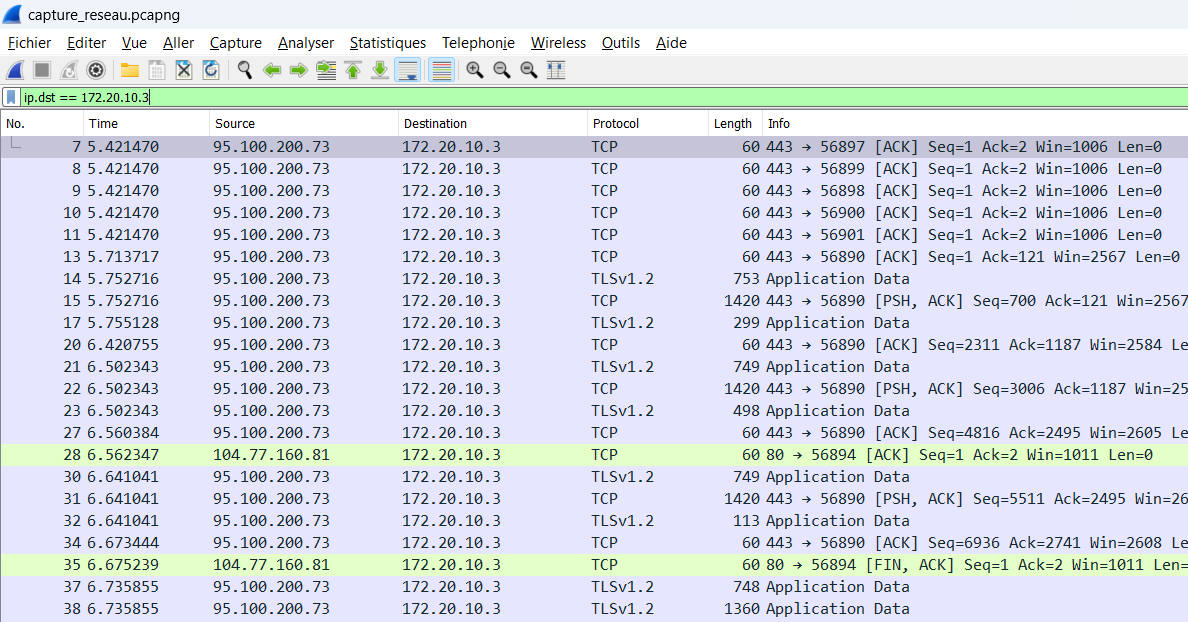 capture_reseau.pcapng
Fichier Editer Vue Aller Capture Analyser Statistiques Telephonie Wireless Outils Aide
ip.dst == 172.20.10.3
No. Time Source Destination Protocol Length Info
7 5.421470 95.100.200.73 172.20.10.3 TCP 60 443 → 56897 [ACK] Seq=1 Ack=2 Win=1006 Len=0
8 5.421470 95.100.200.73 172.20.10.3 TCP 60 443 → 56899 [ACK] Seq=1 Ack=2 Win=1006 Len=0
9 5.421470 95.100.200.73 172.20.10.3 TCP 60 443 → 56898 [ACK] Seq=1 Ack=2 Win=1006 Len=0
10 5.421470 95.100.200.73 172.20.10.3 TCP 60 443 → 56900 [ACK] Seq=1 Ack=2 Win=1006 Len=0
11 5.421470 95.100.200.73 172.20.10.3 TCP 60 443 → 56901 [ACK] Seq=1 Ack=2 Win=1006 Len=0
13 5.713717 95.100.200.73 172.20.10.3 TCP 60 443 → 56890 [ACK] Seq=1 Ack=121 Win=2567 Len=0
14 5.752716 95.100.200.73 172.20.10.3 TLSv1.2 753 Application Data
15 5.752716 95.100.200.73 172.20.10.3 TCP 1420 443 → 56890 [PSH, ACK] Seq=700 Ack=121 Win=2567
17 5.755128 95.100.200.73 172.20.10.3 TLSv1.2 299 Application Data
20 6.420755 95.100.200.73 172.20.10.3 TCP 60 443 → 56890 [ACK] Seq=2311 Ack=1187 Win=2584 Le
21 6.502343 95.100.200.73 172.20.10.3 TLSv1.2 749 Application Data
22 6.502343 95.100.200.73 172.20.10.3 TCP 1420 443 → 56890 [PSH, ACK] Seq=3006 Ack=1187 Win=25
23 6.502343 95.100.200.73 172.20.10.3 TLSv1.2 498 Application Data
27 6.560384 95.100.200.73 172.20.10.3 TCP 60 443 → 56890 [ACK] Seq=4816 Ack=2495 Win=2605 Le
28 6.562347 104.77.160.81 172.20.10.3 TCP 60 80 → 56894 [ACK] Seq=1 Ack=2 Win=1011 Len=0
30 6.641041 95.100.200.73 172.20.10.3 TLSv1.2 749 Application Data
31 6.641041 95.100.200.73 172.20.10.3 TCP 1420 443 → 56890 [PSH, ACK] Seq=5511 Ack=2495 Win=26
32 6.641041 95.100.200.73 172.20.10.3 TLSv1.2 113 Application Data
34 6.673444 95.100.200.73 172.20.10.3 TCP 60 443 → 56890 [ACK] Seq=6936 Ack=2741 Win=2608 Le
35 6.675239 104.77.160.81 172.20.10.3 TCP 60 80 → 56894 [FIN, ACK] Seq=1 Ack=2 Win=1011 Len=
37 6.735855 95.100.200.73 172.20.10.3 TLSv1.2 748 Application Data
38 6.735855 95.100.200.73 172.20.10.3 TLSv1.2 1360 Application Data